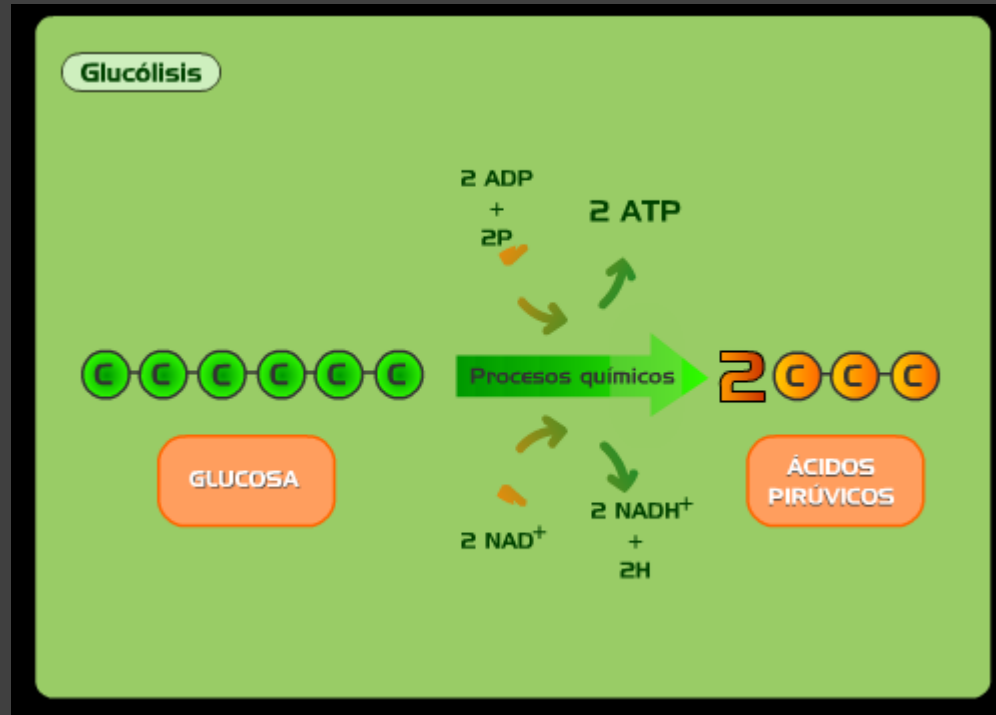 Glucólisis
2 ADP
+
2P
2 ATP
C C C C C C
Procesos químicos
2 C C C
GLUCOSA
ÁCIDOS
PIRÚVICOS
2 NAD+
2 NADH+
+
2H